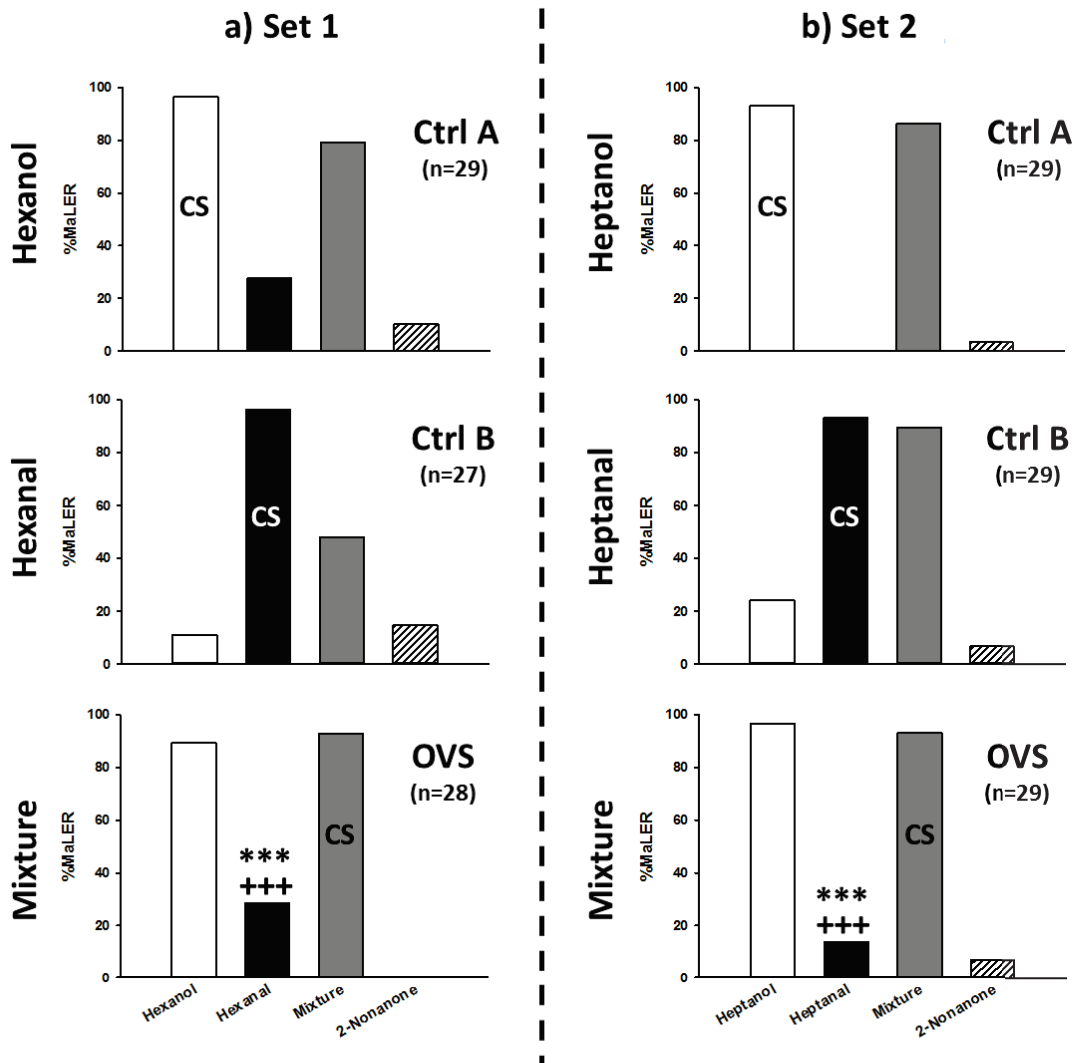 a) Set 1
Hexanol
%MaLER
100
80
60
40
20
0
CS
Ctrl A
(n=29)
Hexanal
%MaLER
100
80
60
40
20
0
CS
Ctrl B
(n=27)
Mixture
%MaLER
100
80
60
40
20
0
***
+++
CS
OVS
(n=28)
Hexanol
Hexanal
Mixture
2-Nonanone
b) Set 2
Heptanol
%MaLER
100
80
60
40
20
0
CS
Ctrl A
(n=29)
Heptanal
%MaLER
100
80
60
40
20
0
CS
Ctrl B
(n=29)
Mixture
%MaLER
100
80
60
40
20
0
***
+++
CS
OVS
(n=29)
Heptanol
Heptanal
Mixture
2-Nonanone